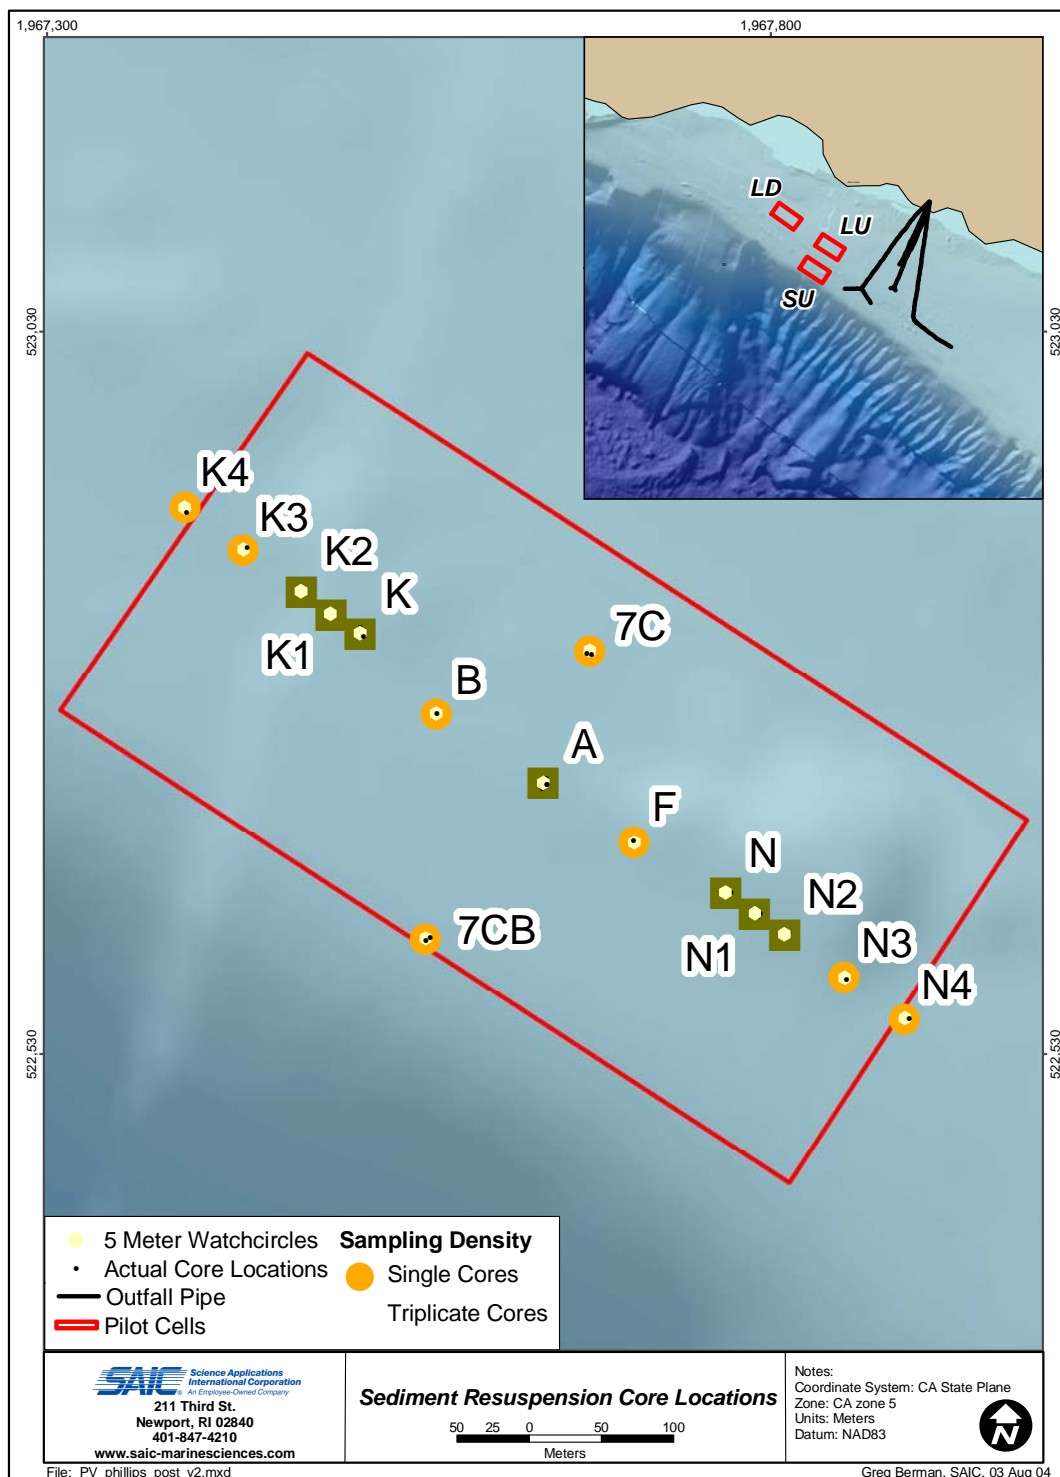 1,967,300
1,967,800
523,030
523,030
LD
LU
SU
K4
K3
K2
K
K1
7C
B
A
F
N
7CB
N2
N1
N3
N4
522,530
522,530
5 Meter Watchcircles
Actual Core Locations
Outfall Pipe
Pilot Cells
Sampling Density
Single Cores
Triplicate Cores
SAIC
Science Applications
International Corporation
An Employee-Owned Company
211 Third St.
Newport, RI 02840
401-847-4210
www.saic-marinesciences.com
Sediment Resuspension Core Locations
50 25 0 50 100
Meters
Notes:
Coordinate System: CA State Plane
Zone: CA zone 5
Units: Meters
Datum: NAD83
N
File: PV_phillips_post_v2.mxd
Greg Berman, SAIC, 03 Aug 04